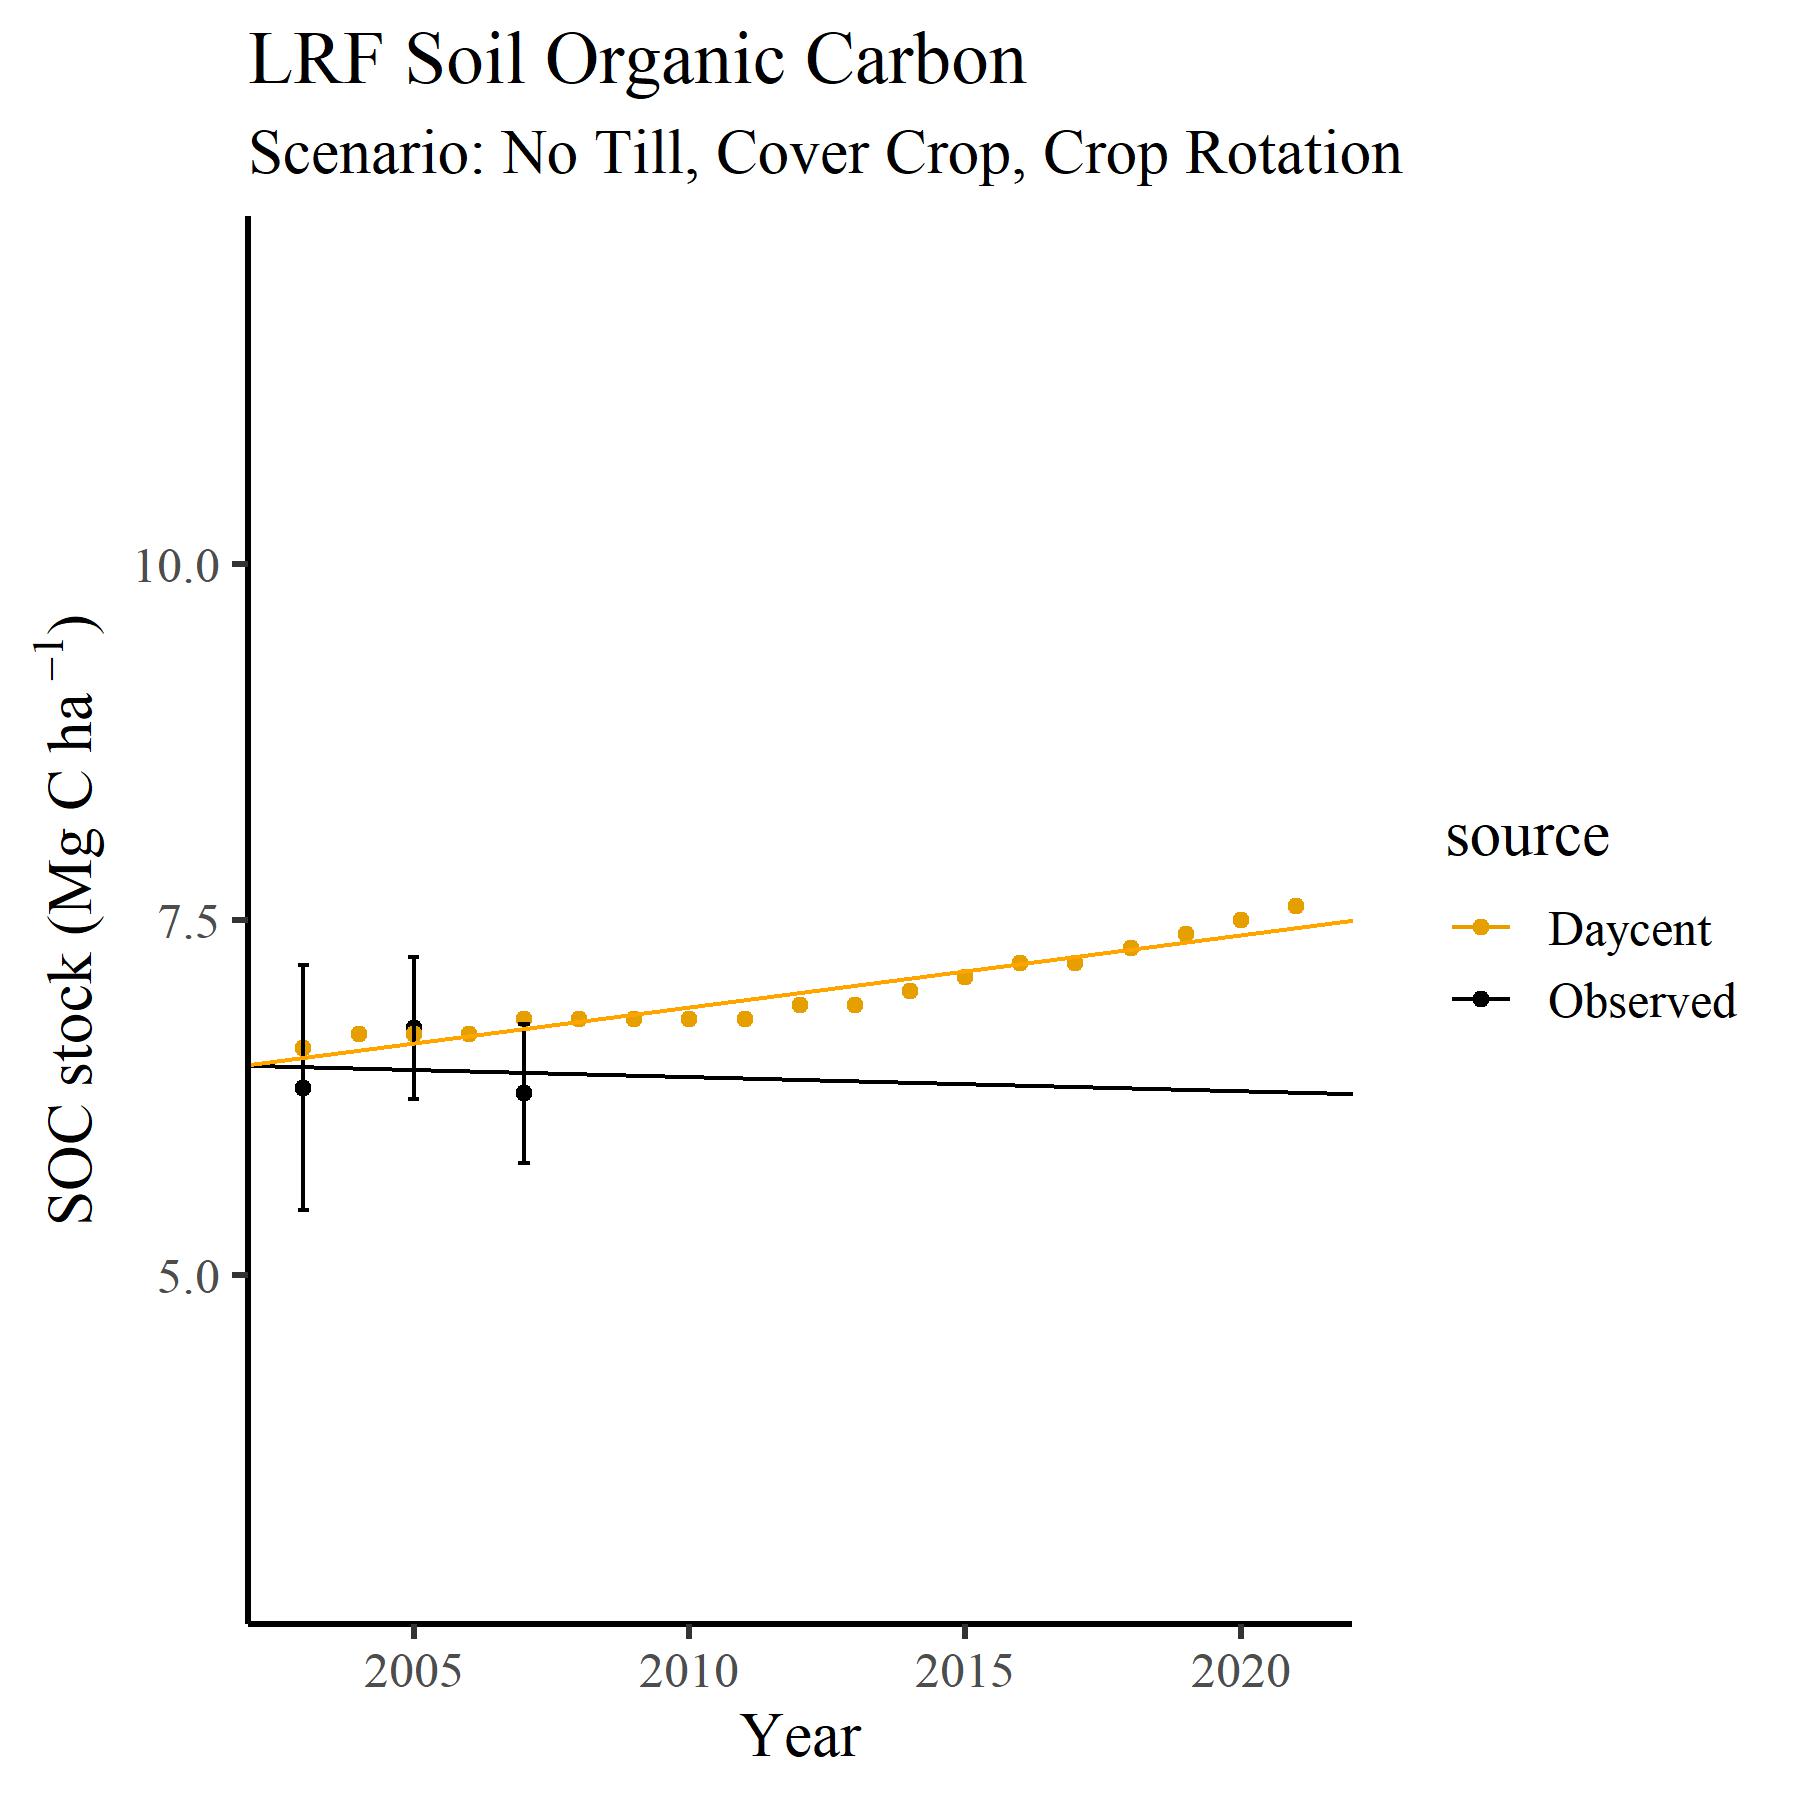 LRF Soil Organic Carbon
Scenario: No Till, Cover Crop, Crop Rotation
10.0
7.5
5.0
SOC stock (Mg C ha⁻¹)
2005 2010 2015 2020
Year
source
Daycent
Observed